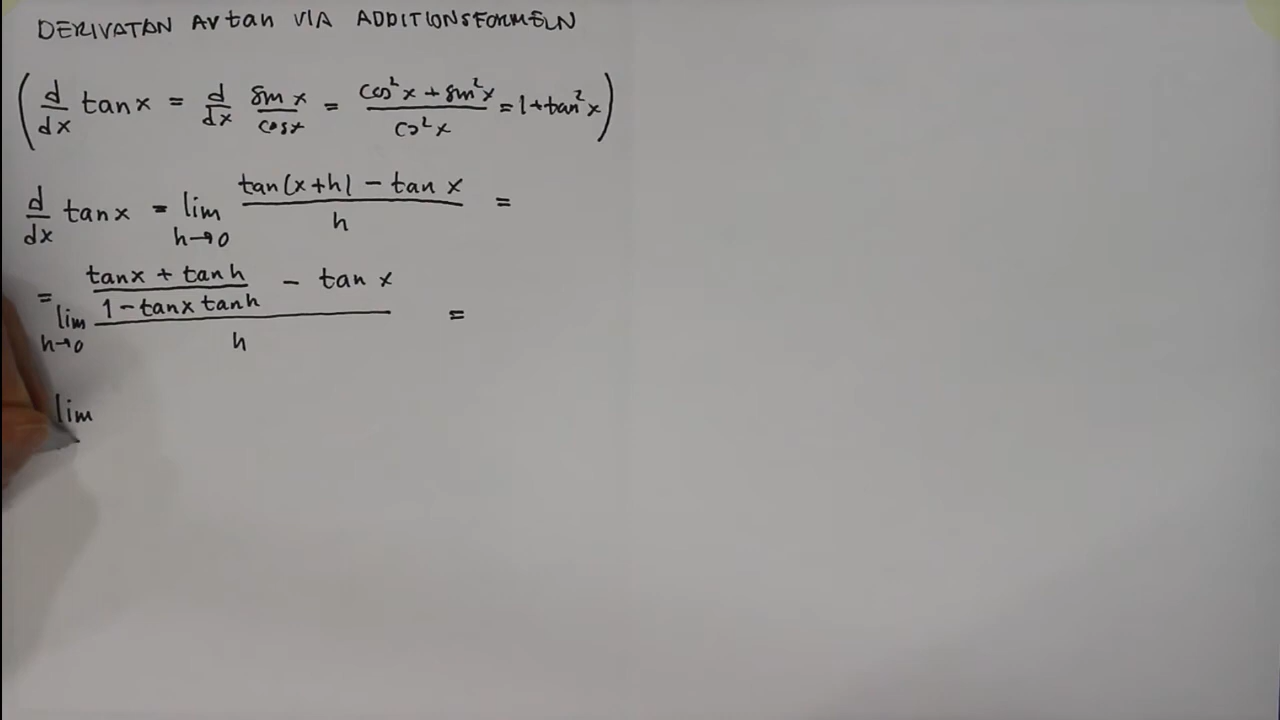 DERIVATAN AV tan VIA ADDITIONSFORMELN
( d/dx tan x = d/dx sin x / cos x = cos²x + sin²x / cos²x = 1 + tan²x )
d/dx tan x = lim h→0 tan(x+h) - tan x / h =
= lim h→0 tan x + tan h / 1 - tan x tan h - tan x / h =
lim